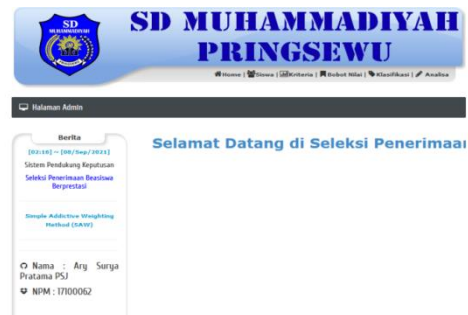 SD
MUHAMMADIYAH
SD MUHAMMADIYAH
PRINGSEWU
Home | Siswa | Kriteria | Bobot Nilai | Klasifikasi | Analisa
Halaman Admin
Berita
[02:16] ~ [08/Sep/2021]
Sistem Pendukung Keputusan
Seleksi Penerimaan Beasiswa
Berprestasi
Simple Addictive Weighting
Method (SAW)
Nama : Ary Surya
Pratama PSJ
NPM : 17100062
Selamat Datang di Seleksi Penerimaan